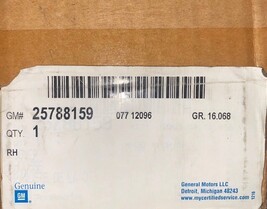 GM# 25788159 077 12096 GR. 16.068
QTY. 1
RH
Genuine
GM
General Motors LLC
Detroit, Michigan 48243
www.mycertifiedservice.com